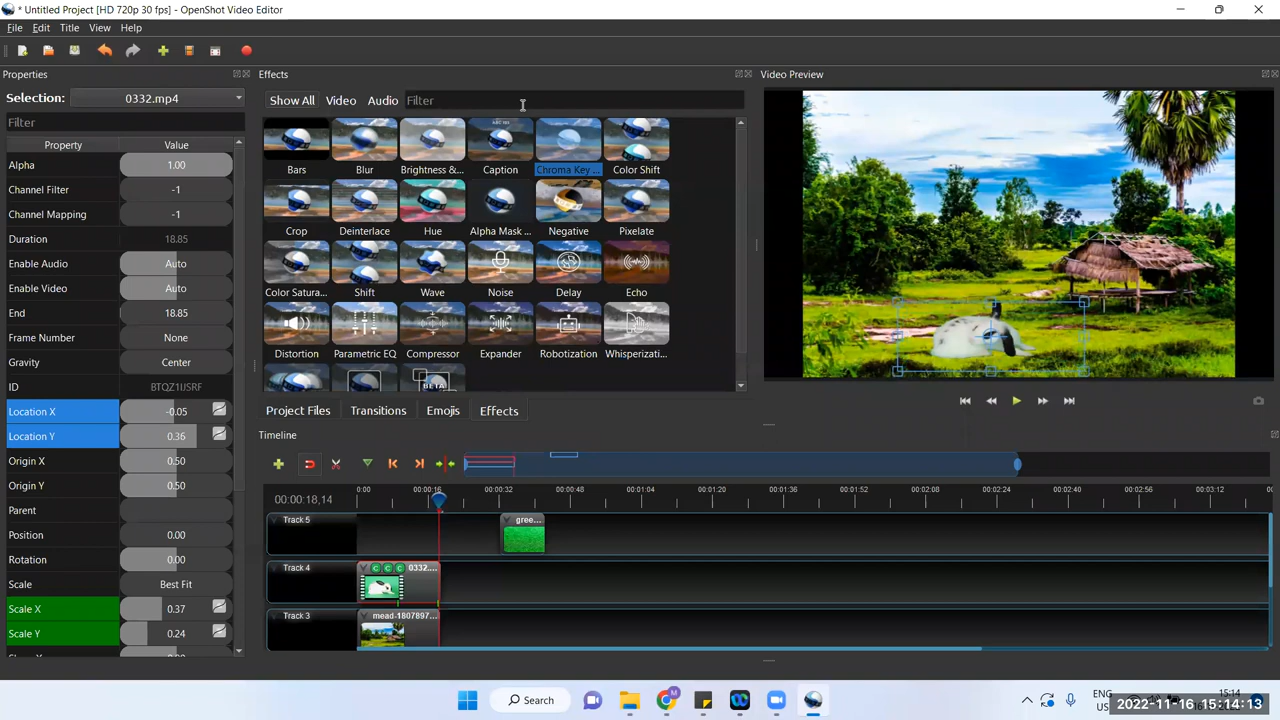 * Untitled Project [HD 720p 30 fps] - OpenShot Video Editor
File Edit Title View Help
Properties
Effects
Video Preview
Selection: 0332.mp4
Show All Video Audio Filter
Filter
Property Value
Alpha 1.00
Channel Filter -1
Channel Mapping -1
Duration 18.85
Enable Audio Auto
Enable Video Auto
End 18.85
Frame Number None
Gravity Center
ID BTQZ1IJSRF
Location X -0.05
Location Y 0.36
Origin X 0.50
Origin Y 0.50
Parent
Position 0.00
Rotation 0.00
Scale Best Fit
Scale X 0.37
Scale Y 0.24
Bars Blur Brightness &... Caption Chroma Key ... Color Shift
Crop Deinterlace Hue Alpha Mask ... Negative Pixelate
Color Satura... Shift Wave Noise Delay Echo
Distortion Parametric EQ Compressor Expander Robotization Whisperizati...
BETA
Project Files Transitions Emojis Effects
Timeline
00:00:18,14
0:00 00:00:16 00:00:32 00:00:48 00:01:04 00:01:20 00:01:36 00:01:52 00:02:08 00:02:24 00:02:40 00:02:56 00:03:12
Track 5 gree...
Track 4 C C C 0332....
Track 3 mead-1807897...
Search
ENG
US
15:14
2022-11-16 15:14:13